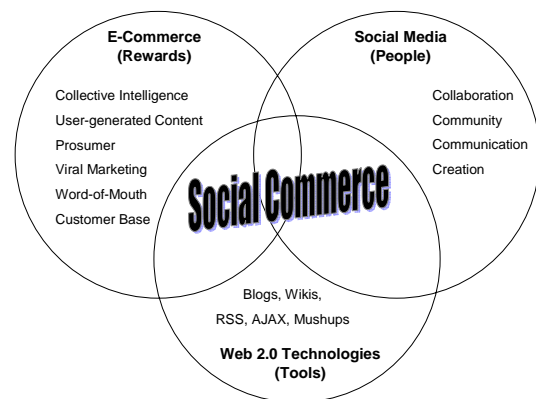 E-Commerce
(Rewards)
Social Media
(People)
Collective Intelligence
User-generated Content
Prosumer
Viral Marketing
Word-of-Mouth
Customer Base
Collaboration
Community
Communication
Creation
Social Commerce
Blogs, Wikis,
RSS, AJAX, Mushups
Web 2.0 Technologies
(Tools)